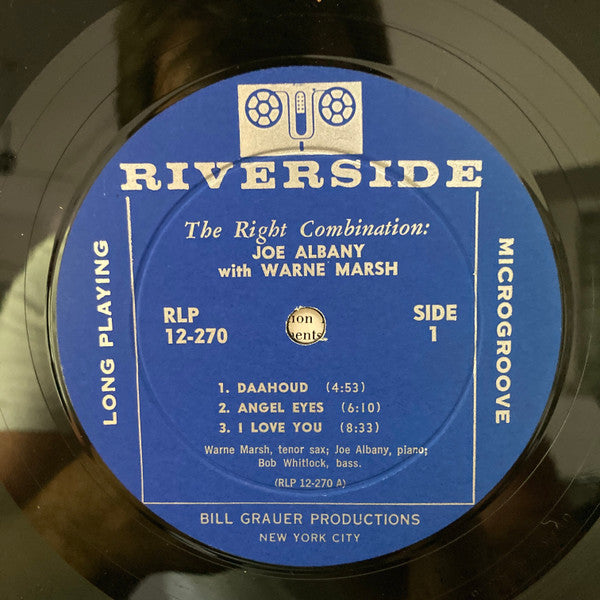 RIVERSIDE
The Right Combination:
JOE ALBANY
with WARNE MARSH
LONG PLAYING
MICROGROOVE
RLP
12-270
SIDE
1
ion
ents.
1. DAAHOUD (4:53)
2. ANGEL EYES (6:10)
3. I LOVE YOU (8:33)
Warne Marsh, tenor sax; Joe Albany, piano;
Bob Whitlock, bass.
(RLP 12-270 A)
BILL GRAUER PRODUCTIONS
NEW YORK CITY